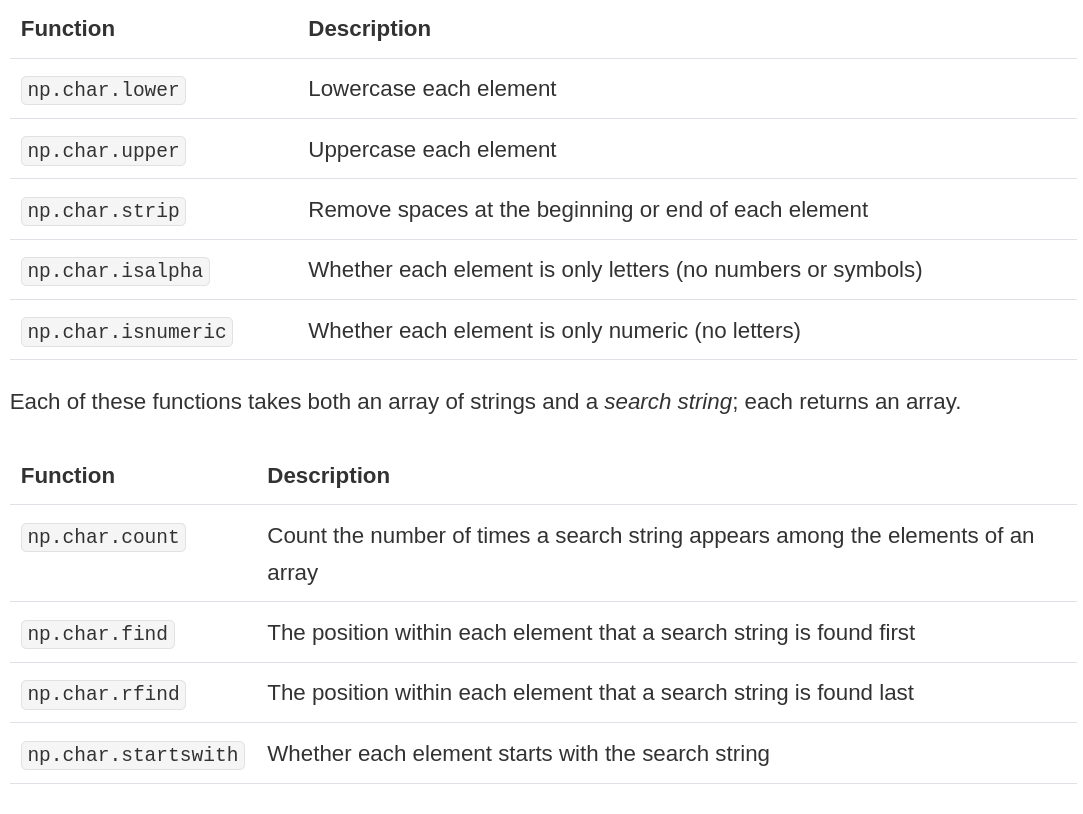 Function Description
np.char.lower Lowercase each element
np.char.upper Uppercase each element
np.char.strip Remove spaces at the beginning or end of each element
np.char.isalpha Whether each element is only letters (no numbers or symbols)
np.char.isnumeric Whether each element is only numeric (no letters)
Each of these functions takes both an array of strings and a search string; each returns an array.
Function Description
np.char.count Count the number of times a search string appears among the elements of an
array
np.char.find The position within each element that a search string is found first
np.char.rfind The position within each element that a search string is found last
np.char.startswith Whether each element starts with the search string